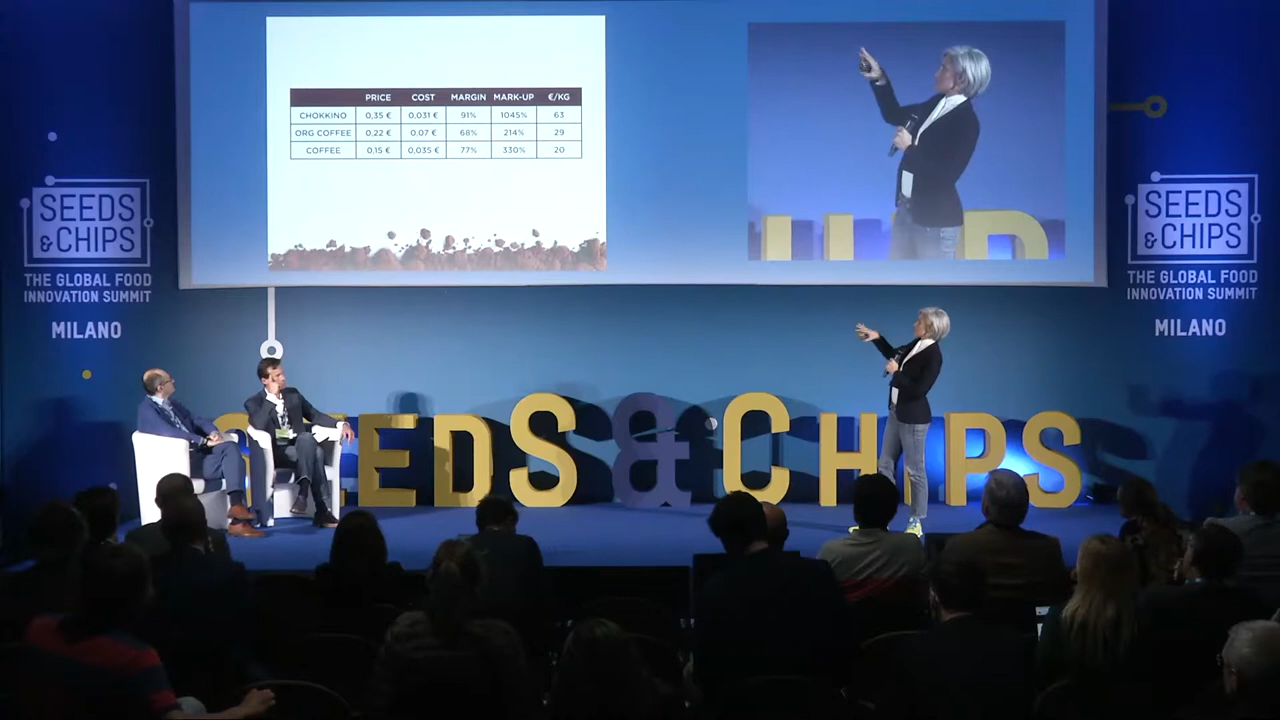 PRICE COST MARGIN MARK-UP €/KG
CHOKKINO 0,35 € 0,031 € 91% 1045% 63
ORG COFFEE 0,22 € 0,07 € 68% 214% 29
COFFEE 0,15 € 0,035 € 77% 330% 20
SEEDS
&CHIPS
THE GLOBAL FOOD
INNOVATION SUMMIT
MILANO
SEEDS
&CHIPS
THE GLOBAL FOOD
INNOVATION SUMMIT
MILANO
SEEDS & CHIPS